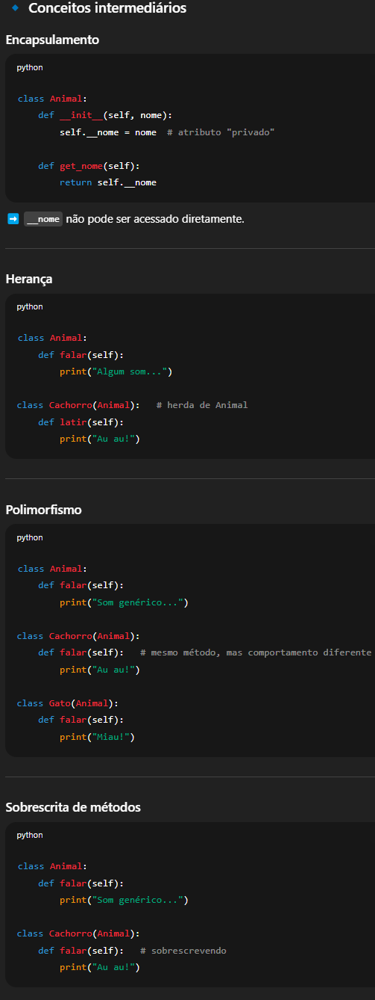 Conceitos intermediários
Encapsulamento
python
class Animal:
    def __init__(self, nome):
        self.__nome = nome  # atributo "privado"

    def get_nome(self):
        return self.__nome
__nome não pode ser acessado diretamente.
Herança
python
class Animal:
    def falar(self):
        print("Algum som...")

class Cachorro(Animal):   # herda de Animal
    def latir(self):
        print("Au au!")
Polimorfismo
python
class Animal:
    def falar(self):
        print("Som genérico...")

class Cachorro(Animal):
    def falar(self):   # mesmo método, mas comportamento diferente
        print("Au au!")

class Gato(Animal):
    def falar(self):
        print("Miau!")
Sobrescrita de métodos
python
class Animal:
    def falar(self):
        print("Som genérico...")

class Cachorro(Animal):
    def falar(self):   # sobrescrevendo
        print("Au au!")